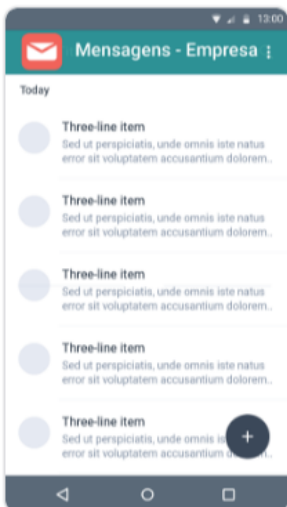 13:00
Mensagens - Empresa
Today
Three-line item
Sed ut perspiciatis, unde omnis iste natus
error sit voluptatem accusantium dolorem..
Three-line item
Sed ut perspiciatis, unde omnis iste natus
error sit voluptatem accusantium dolorem..
Three-line item
Sed ut perspiciatis, unde omnis iste natus
error sit voluptatem accusantium dolorem..
Three-line item
Sed ut perspiciatis, unde omnis iste natus
error sit voluptatem accusantium dolorem..
Three-line item
Sed ut perspiciatis, unde omnis is
error sit voluptatem accusantium d